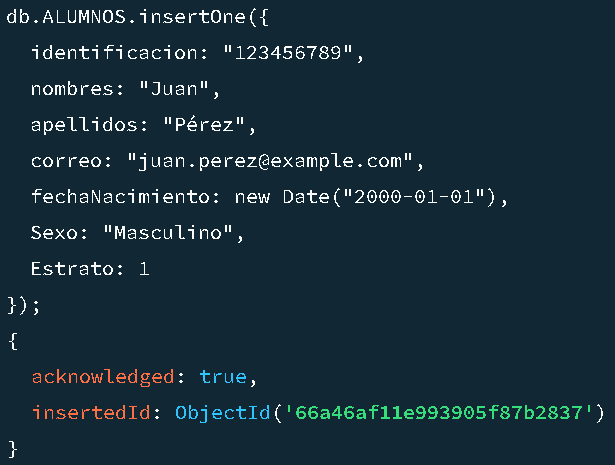 db.ALUMNOS.insertOne({
  identificacion: "123456789",
  nombres: "Juan",
  apellidos: "Pérez",
  correo: "juan.perez@example.com",
  fechaNacimiento: new Date("2000-01-01"),
  Sexo: "Masculino",
  Estrato: 1
});
{
  acknowledged: true,
  insertedId: ObjectId('66a46af11e993905f87b2837')
}